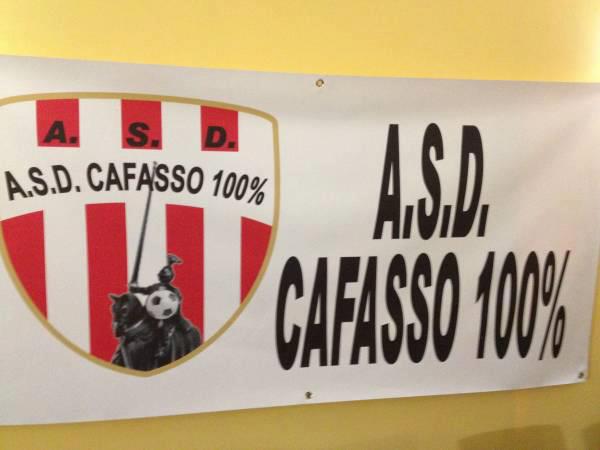 A. S. D.
A.S.D. CAFASSO 100%
A.S.D.
CAFASSO 100%